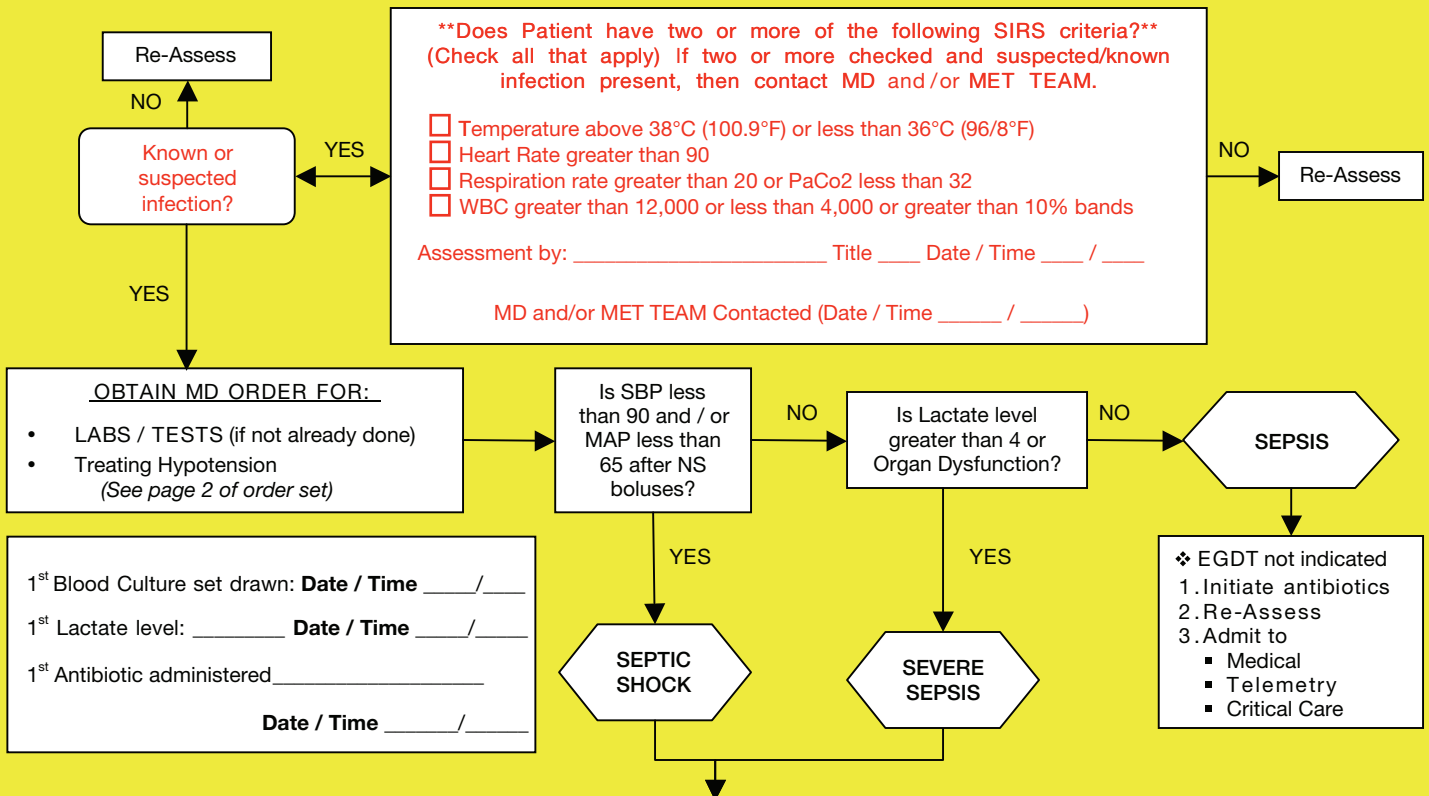 **Does Patient have two or more of the following SIRS criteria?**
(Check all that apply) If two or more checked and suspected/known
infection present, then contact MD and/or MET TEAM.
Re-Assess
NO
Known or
suspected
infection?
YES
☐ Temperature above 38°C (100.9°F) or less than 36°C (96/8°F)
☐ Heart Rate greater than 90
☐ Respiration rate greater than 20 or PaCo2 less than 32
☐ WBC greater than 12,000 or less than 4,000 or greater than 10% bands
Assessment by: ______________________ Title ____ Date / Time ____ / ____
MD and/or MET TEAM Contacted (Date / Time ______ / ______)
NO
Re-Assess
YES
OBTAIN MD ORDER FOR:
• LABS / TESTS (if not already done)
• Treating Hypotension
(See page 2 of order set)
Is SBP less
than 90 and / or
MAP less than
65 after NS
boluses?
NO
Is Lactate level
greater than 4 or
Organ Dysfunction?
NO
SEPSIS
YES
YES
1st Blood Culture set drawn: Date / Time _____/____
1st Lactate level: _________ Date / Time _____/_____
1st Antibiotic administered____________________
Date / Time _______/______
SEPTIC
SHOCK
SEVERE
SEPSIS
❖ EGDT not indicated
1. Initiate antibiotics
2. Re-Assess
3. Admit to
▪ Medical
▪ Telemetry
▪ Critical Care